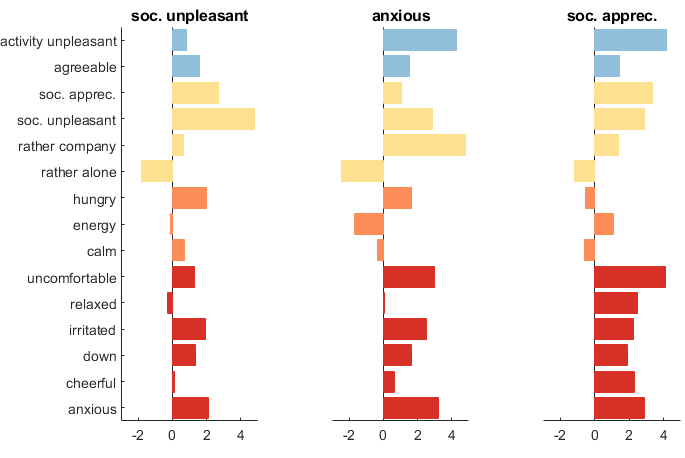 soc. unpleasant anxious soc. apprec.
activity unpleasant
agreeable
soc. apprec.
soc. unpleasant
rather company
rather alone
hungry
energy
calm
uncomfortable
relaxed
irritated
down
cheerful
anxious
-2 0 2 4 -2 0 2 4 -2 0 2 4